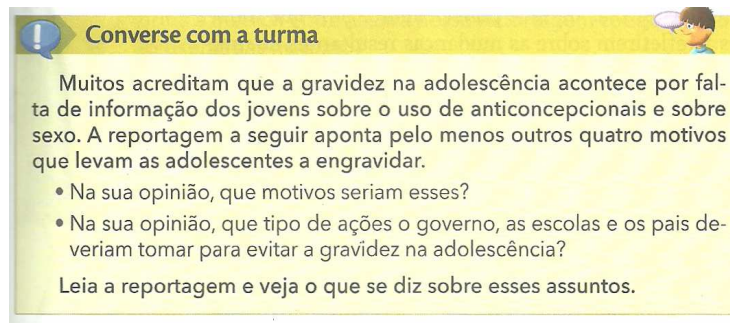 Converse com a turma
Muitos acreditam que a gravidez na adolescência acontece por fal-
ta de informação dos jovens sobre o uso de anticoncepcionais e sobre
sexo. A reportagem a seguir aponta pelo menos outros quatro motivos
que levam as adolescentes a engravidar.
• Na sua opinião, que motivos seriam esses?
• Na sua opinião, que tipo de ações o governo, as escolas e os pais de-
veriam tomar para evitar a gravidez na adolescência?
Leia a reportagem e veja o que se diz sobre esses assuntos.